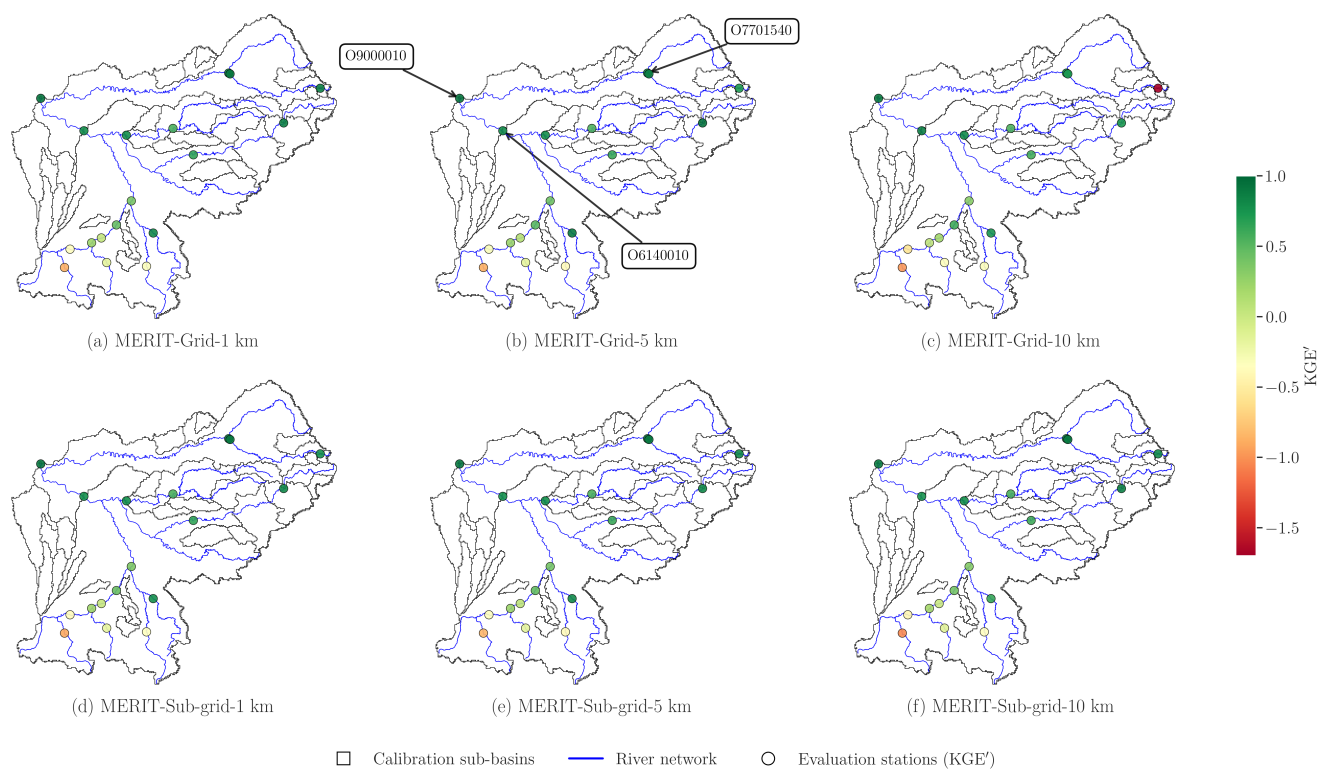 O7701540
O9000010
O6140010
(a) MERIT-Grid-1 km
(b) MERIT-Grid-5 km
(c) MERIT-Grid-10 km
1.0
0.5
0.0
−0.5
−1.0
−1.5
KGE′
(d) MERIT-Sub-grid-1 km
(e) MERIT-Sub-grid-5 km
(f) MERIT-Sub-grid-10 km
Calibration sub-basins
River network
Evaluation stations (KGE′)